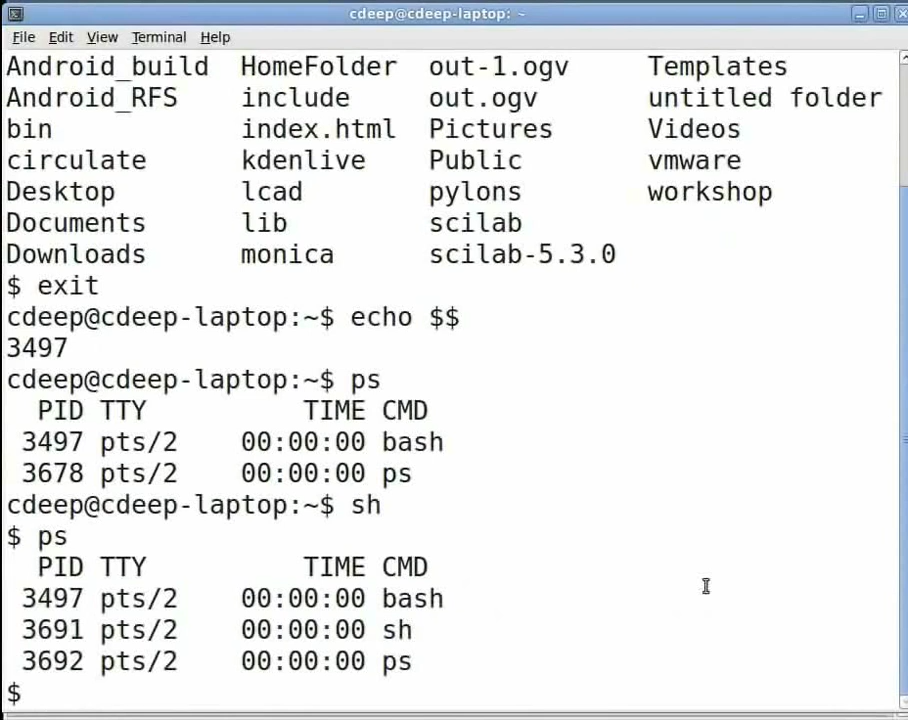 cdeep@cdeep-laptop: ~
File Edit View Terminal Help
Android_build HomeFolder out-1.ogv Templates
Android_RFS include out.ogv untitled folder
bin index.html Pictures Videos
circulate kdenlive Public vmware
Desktop lcad pylons workshop
Documents lib scilab
Downloads monica scilab-5.3.0
$ exit
cdeep@cdeep-laptop:~$ echo $$
3497
cdeep@cdeep-laptop:~$ ps
PID TTY TIME CMD
3497 pts/2 00:00:00 bash
3678 pts/2 00:00:00 ps
cdeep@cdeep-laptop:~$ sh
$ ps
PID TTY TIME CMD
3497 pts/2 00:00:00 bash
3691 pts/2 00:00:00 sh
3692 pts/2 00:00:00 ps
$